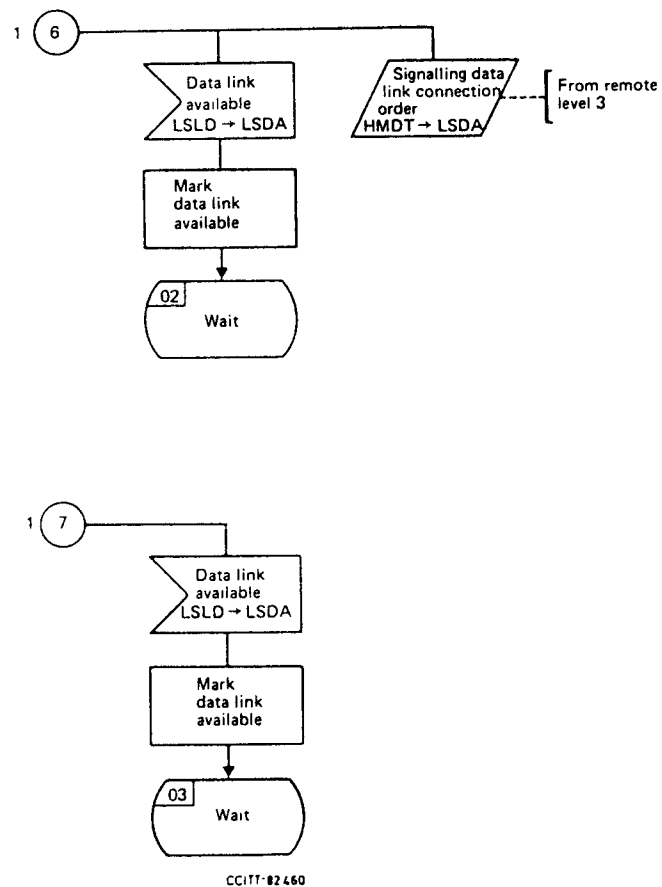 1 6
Data link
available
LSLD → LSDA
Signalling data
link connection
order
HMDT → LSDA
From remote
level 3
Mark
data link
available
02
Wait
1 7
Data link
available
LSLD → LSDA
Mark
data link
available
03
Wait
CCITT-82460